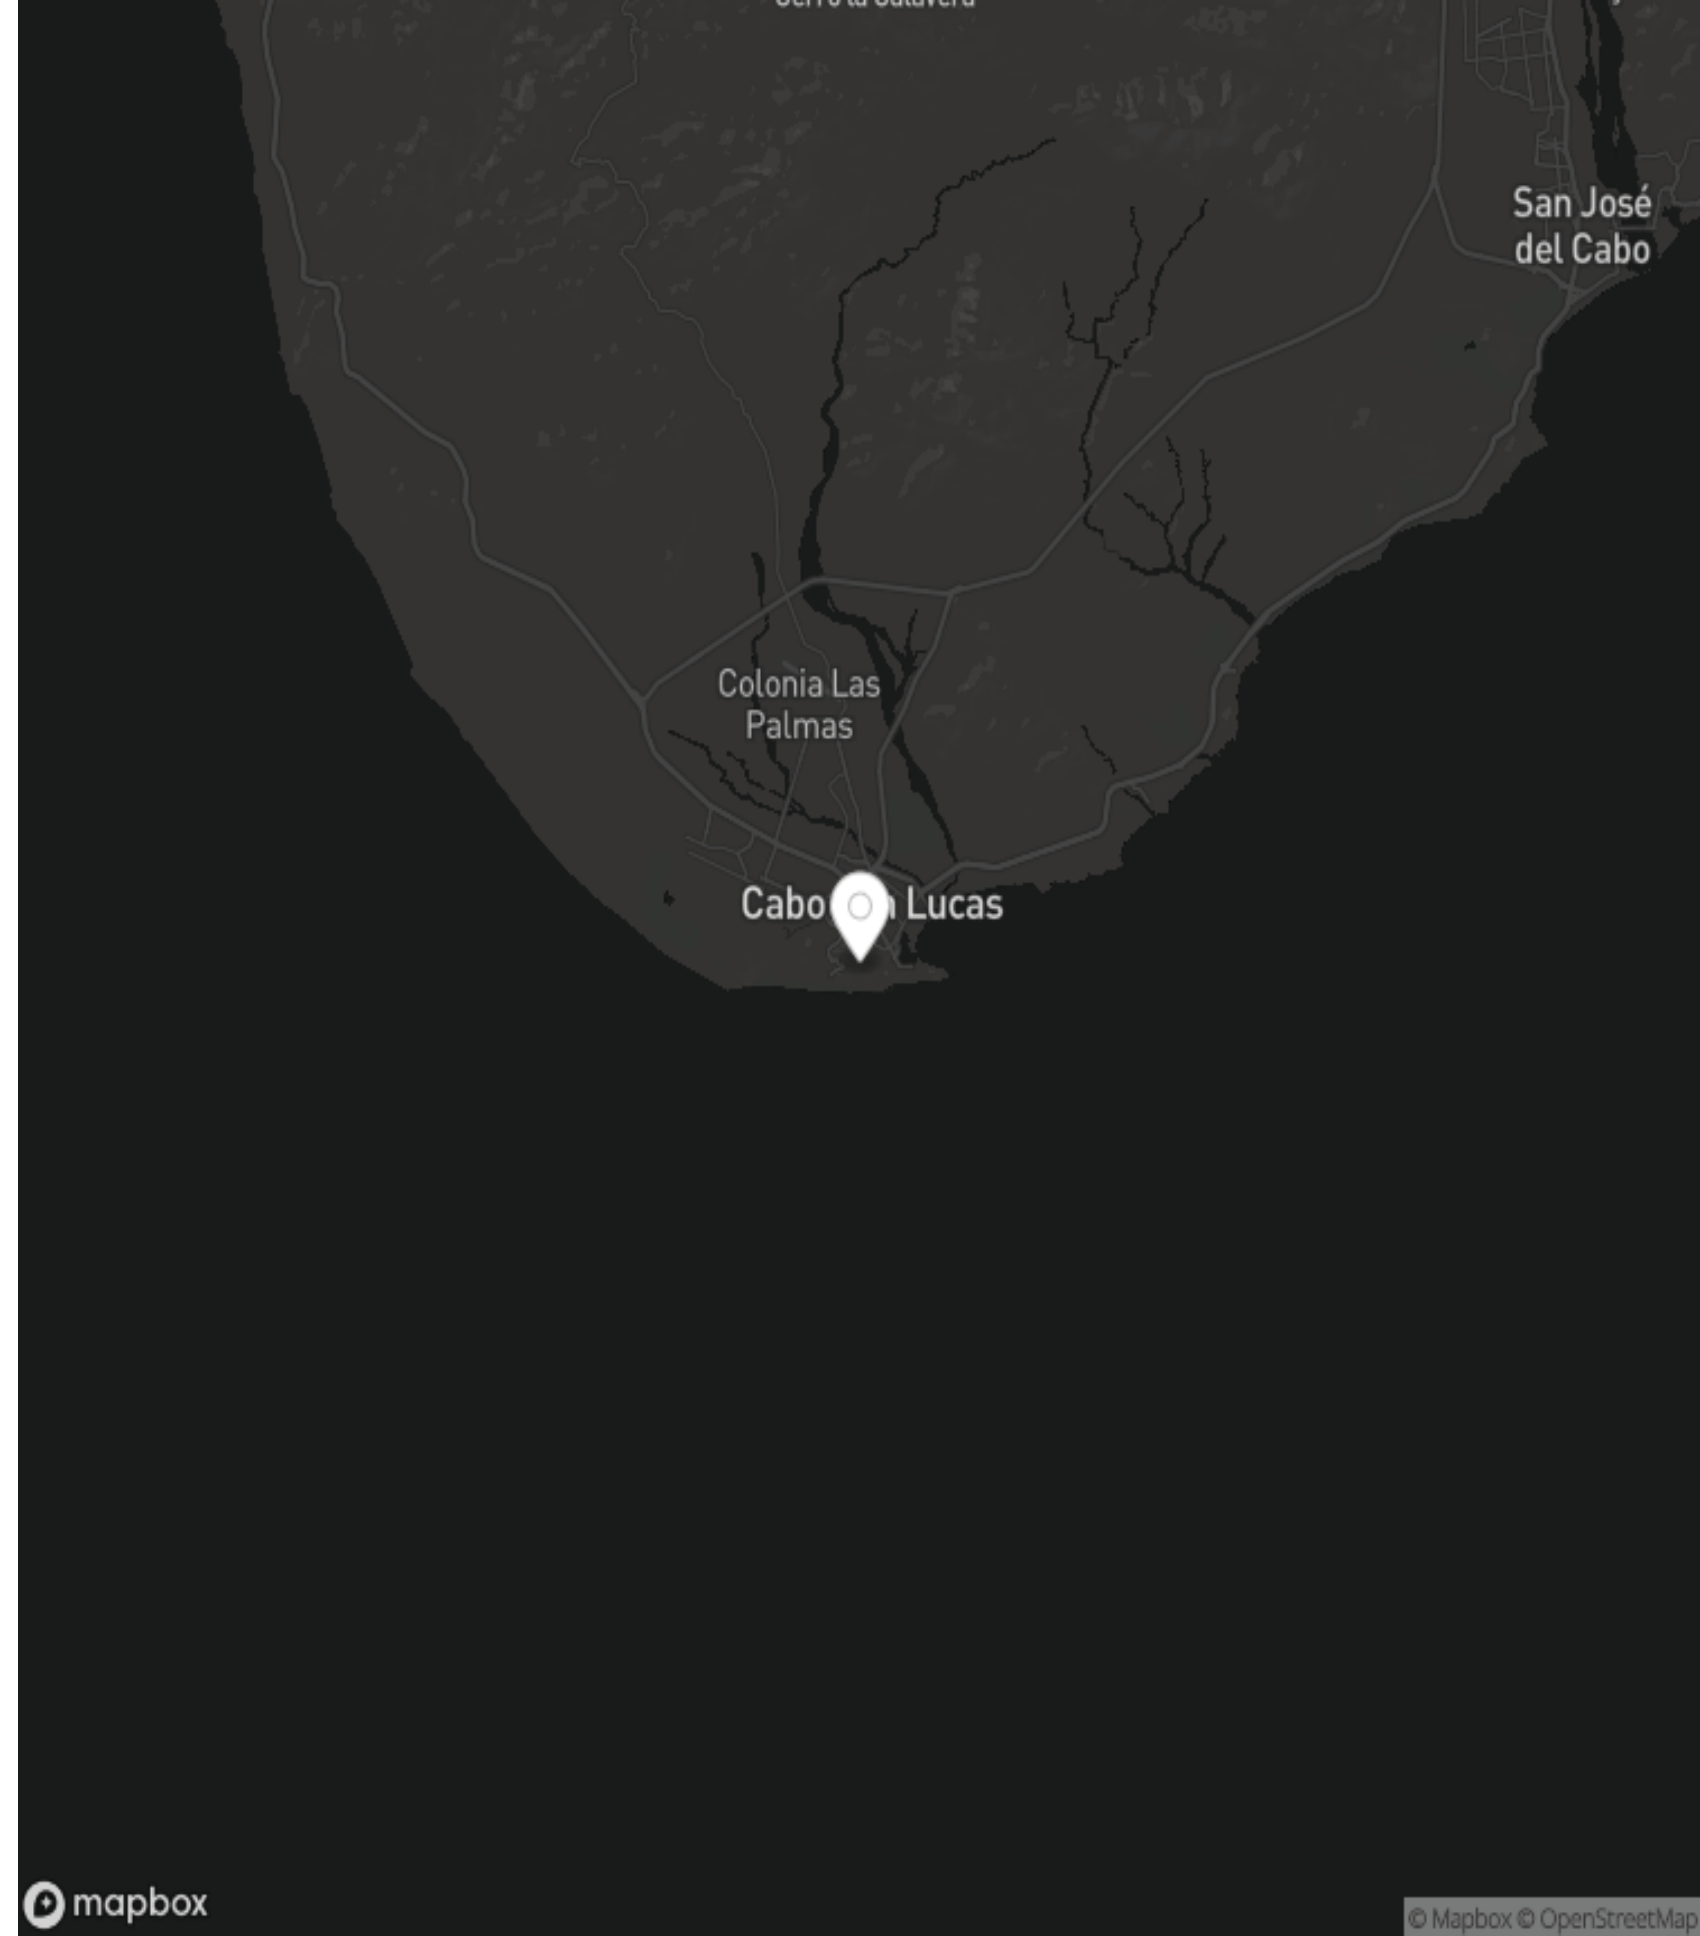 San José
del Cabo
Colonia Las
Palmas
Cabo Lucas
mapbox
© Mapbox © OpenStreetMap